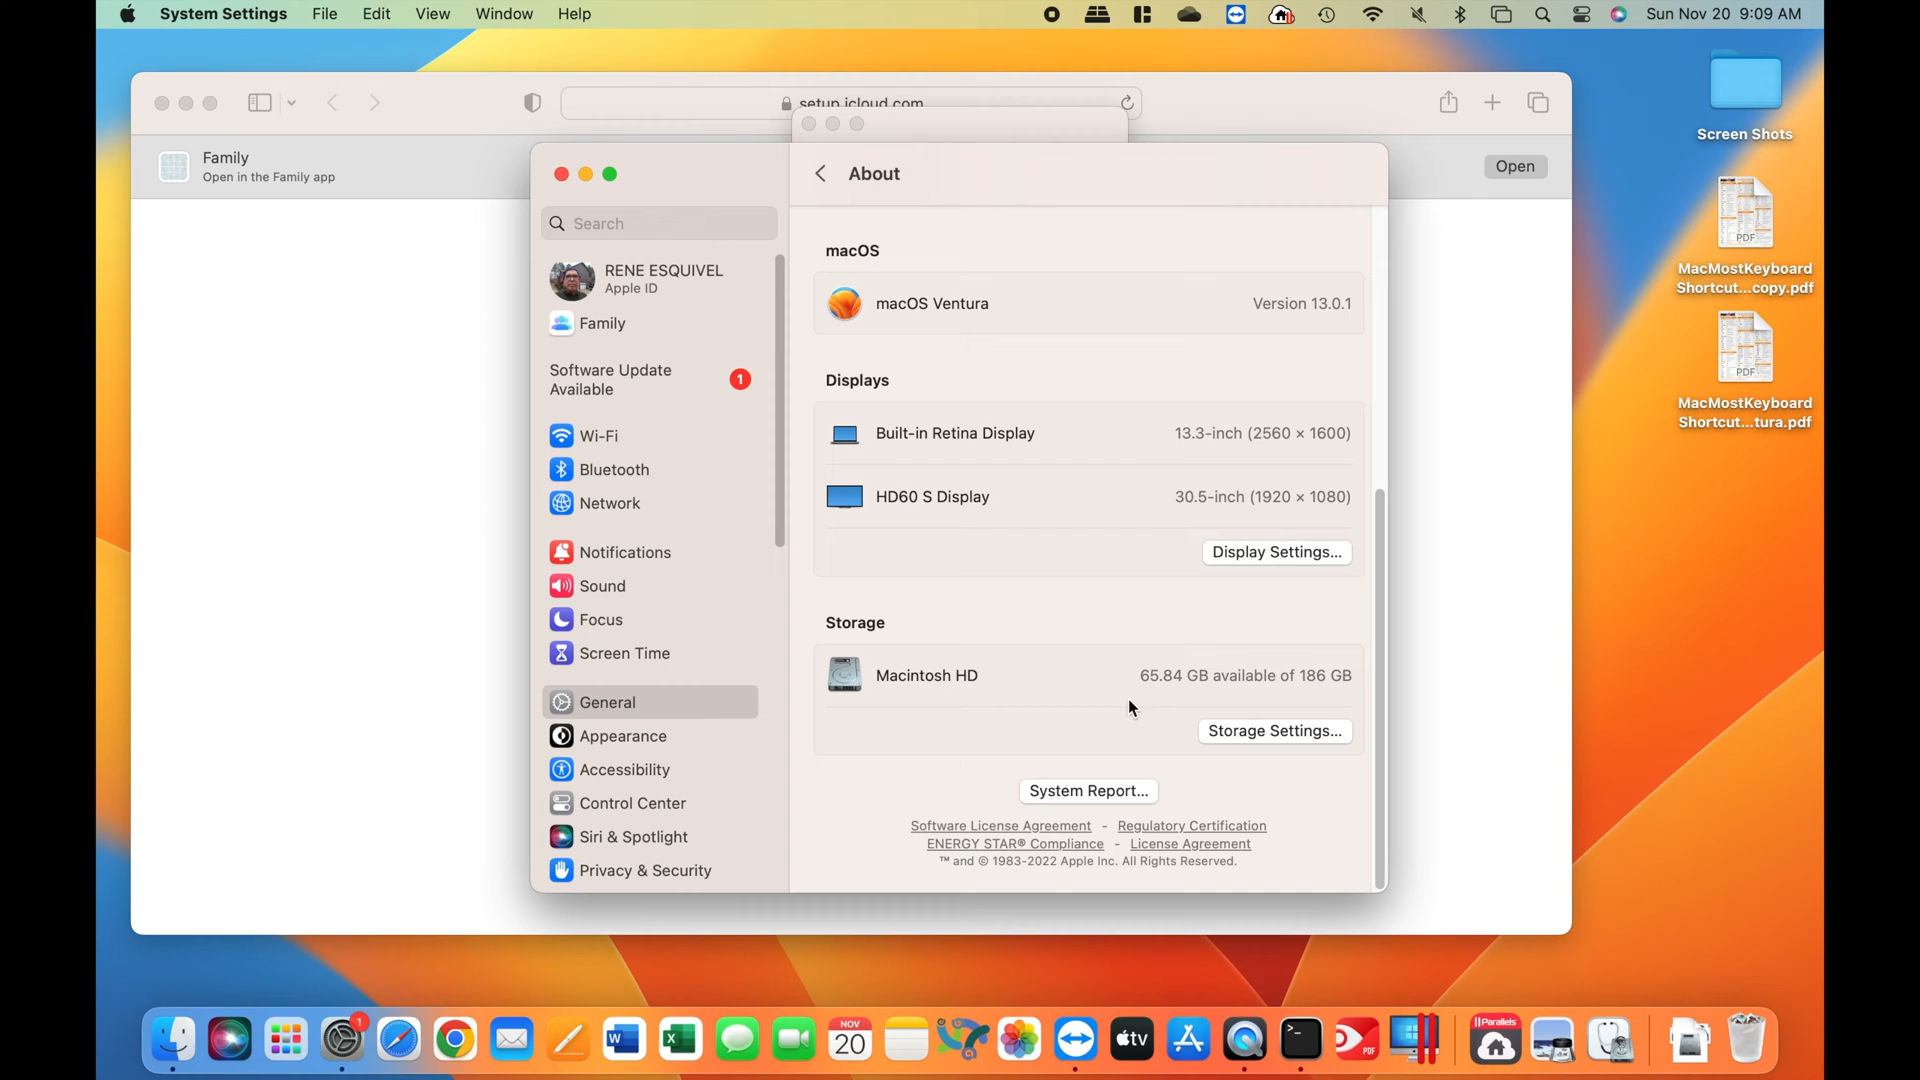 System Settings File Edit View Window Help
Sun Nov 20 9:09 AM
setup.icloud.com
Family
Open in the Family app
Open
Screen Shots
PDF
MacMostKeyboard
Shortcut...copy.pdf
PDF
MacMostKeyboard
Shortcut...tura.pdf
Search
RENE ESQUIVEL
Apple ID
Family
Software Update
Available
1
Wi-Fi
Bluetooth
Network
Notifications
Sound
Focus
Screen Time
General
Appearance
Accessibility
Control Center
Siri & Spotlight
Privacy & Security
About
macOS
macOS Ventura Version 13.0.1
Displays
Built-in Retina Display 13.3-inch (2560 × 1600)
HD60 S Display 30.5-inch (1920 × 1080)
Display Settings...
Storage
Macintosh HD 65.84 GB available of 186 GB
Storage Settings...
System Report...
Software License Agreement - Regulatory Certification
ENERGY STAR® Compliance - License Agreement
™ and © 1983-2022 Apple Inc. All Rights Reserved.
1
W
X
NOV
20
tv
>_
PDF
Parallels